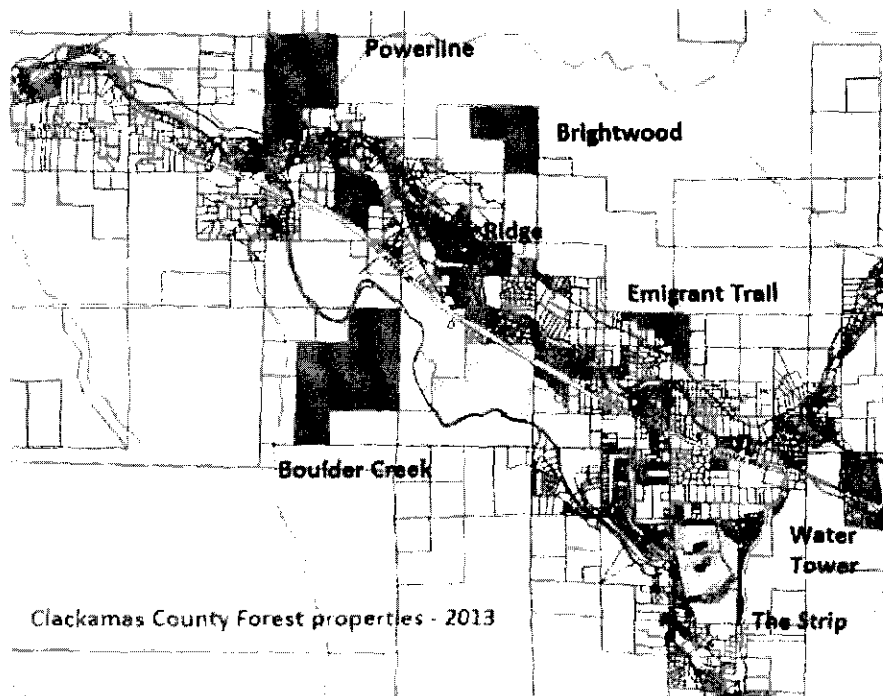 Powerline
Brightwood
Ridge
Emigrant Trail
Boulder Creek
Water
Tower
Clackamas County Forest properties - 2013
The Strip